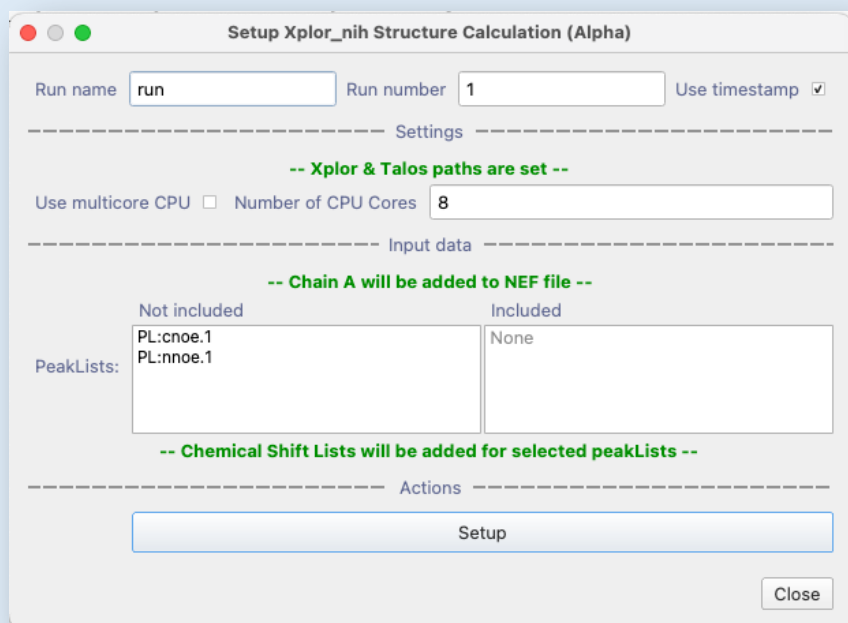 Setup Xplor_nih Structure Calculation (Alpha)
Run name run Run number 1 Use timestamp
Settings
-- Xplor & Talos paths are set --
Use multicore CPU Number of CPU Cores 8
Input data
-- Chain A will be added to NEF file --
Not included Included
PL:cnoe.1 None
PL:nnoe.1
PeakLists:
-- Chemical Shift Lists will be added for selected peakLists --
Actions
Setup
Close